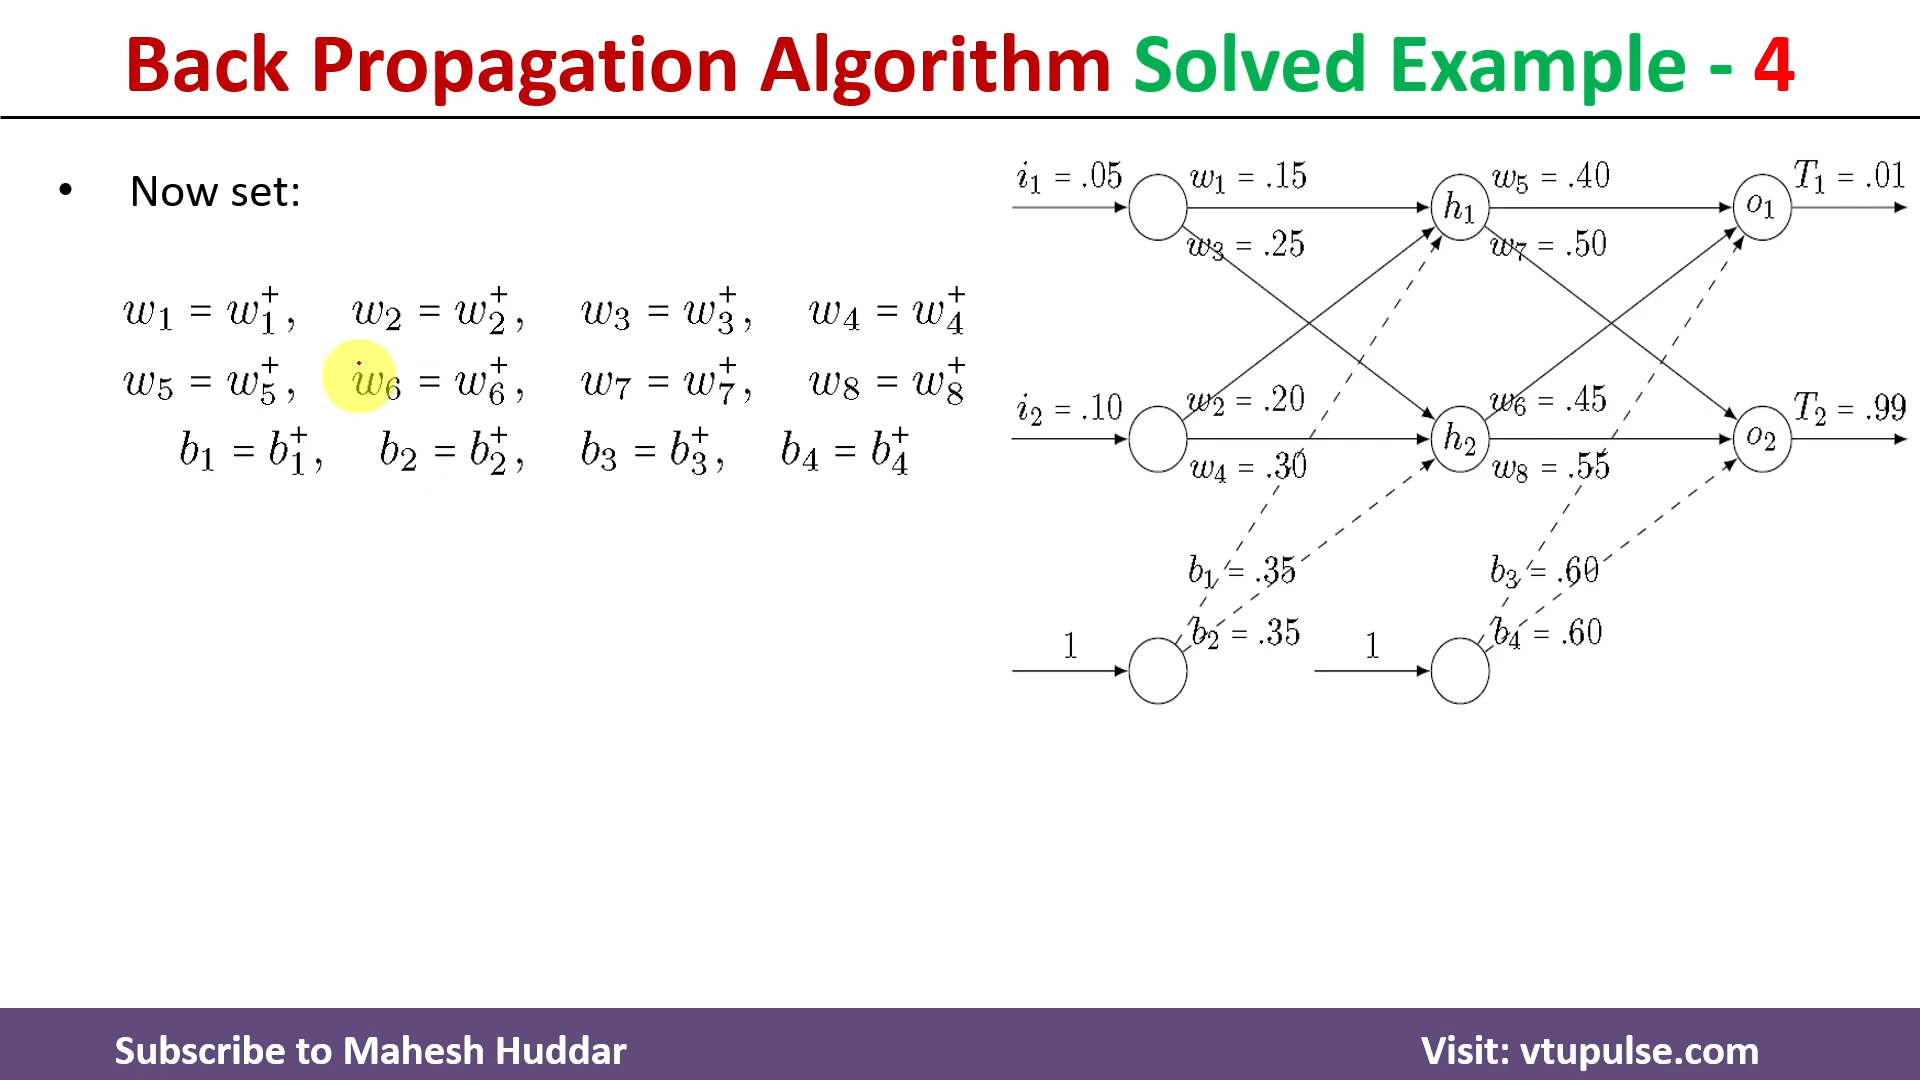 Back Propagation Algorithm Solved Example - 4
• Now set:
w₁ = w₁⁺, w₂ = w₂⁺, w₃ = w₃⁺, w₄ = w₄⁺
w₅ = w₅⁺, w₆ = w₆⁺, w₇ = w₇⁺, w₈ = w₈⁺
b₁ = b₁⁺, b₂ = b₂⁺, b₃ = b₃⁺, b₄ = b₄⁺
i₁ = .05 w₁ = .15 w₅ = .40 T₁ = .01
h₁ o₁
w₃ = .25 w₇ = .50
i₂ = .10 w₂ = .20 w₆ = .45 T₂ = .99
h₂ o₂
w₄ = .30 w₈ = .55
b₁ = .35 b₃ = .60
b₂ = .35 b₄ = .60
1 1
Subscribe to Mahesh Huddar Visit: vtupulse.com